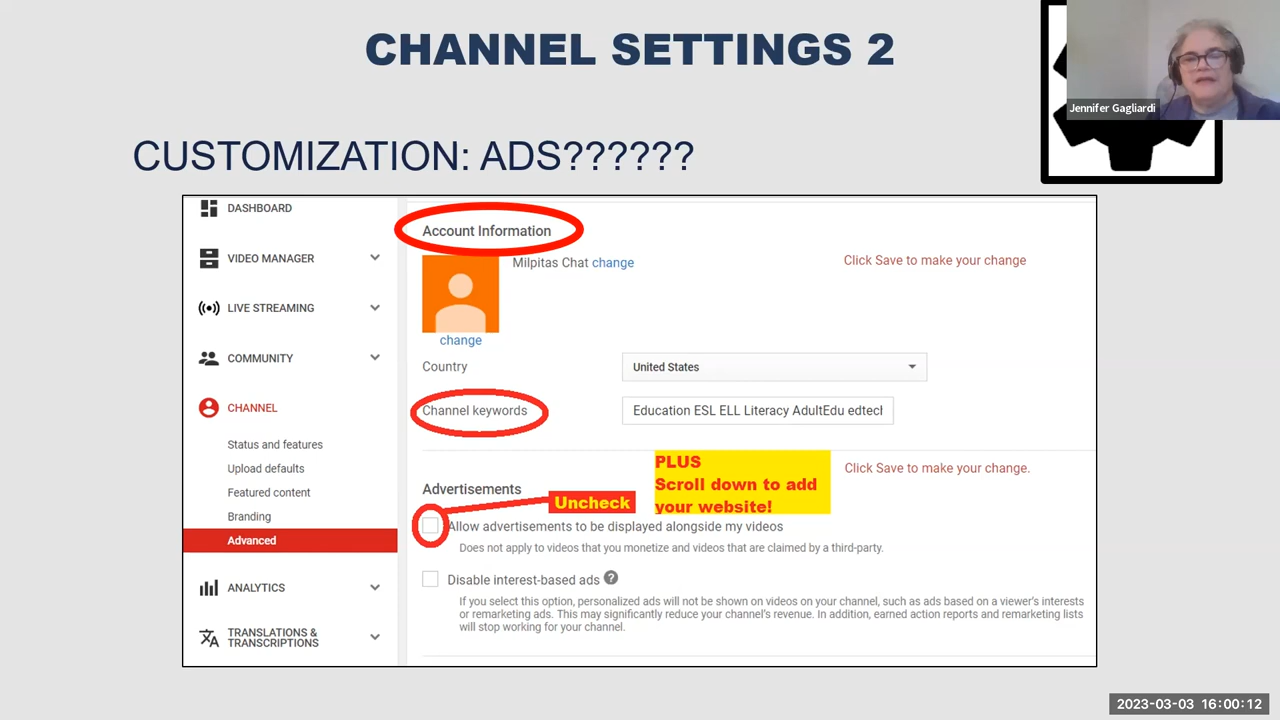 CHANNEL SETTINGS 2
Jennifer Gagliardi
CUSTOMIZATION: ADS??????
DASHBOARD
VIDEO MANAGER
LIVE STREAMING
COMMUNITY
CHANNEL
Status and features
Upload defaults
Featured content
Branding
Advanced
ANALYTICS
TRANSLATIONS &
TRANSCRIPTIONS
Account Information
Milpitas Chat change
Click Save to make your change
change
Country
United States
Channel keywords
Education ESL ELL Literacy AdultEdu edtecl
PLUS
Scroll down to add
your website!
Click Save to make your change.
Advertisements
Uncheck
Allow advertisements to be displayed alongside my videos
Does not apply to videos that you monetize and videos that are claimed by a third-party.
Disable interest-based ads ?
If you select this option, personalized ads will not be shown on videos on your channel, such as ads based on a viewer's interests
or remarketing ads. This may significantly reduce your channel's revenue. In addition, earned action reports and remarketing lists
will stop working for your channel.
2023-03-03 16:00:12